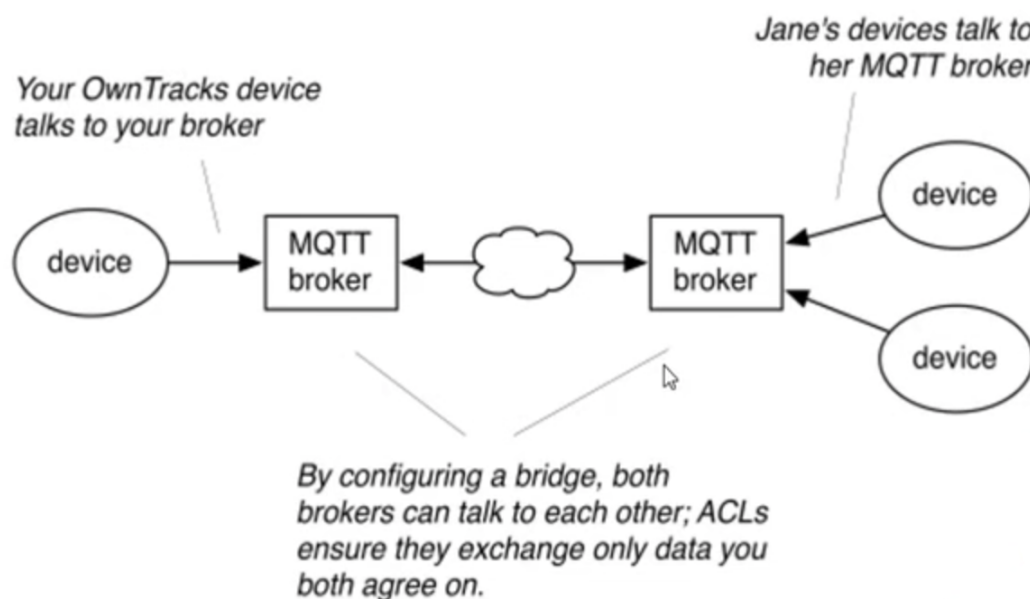 Jane's devices talk to
her MQTT broker
Your OwnTracks device
talks to your broker
device
MQTT
broker
MQTT
broker
device
device
By configuring a bridge, both
brokers can talk to each other; ACLs
ensure they exchange only data you
both agree on.